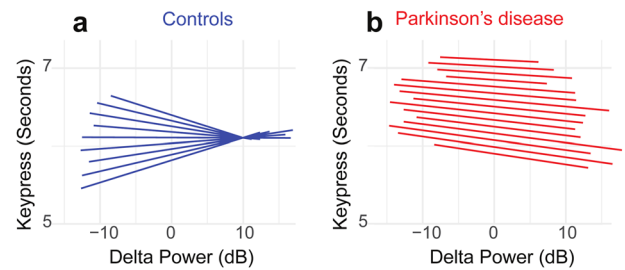 a Controls
b Parkinson's disease
Keypress (Seconds)
7
5
−10 0 10
Delta Power (dB)
Keypress (Seconds)
7
5
−10 0 10
Delta Power (dB)